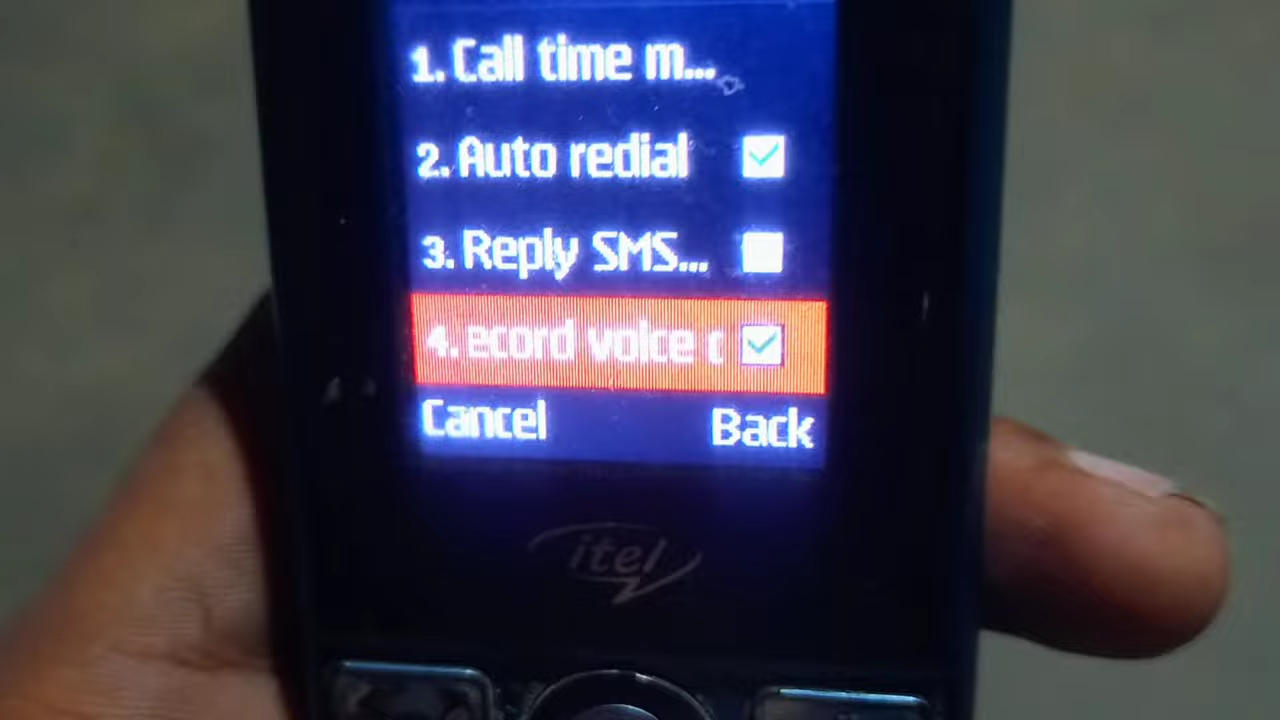 1. Call time m...
2. Auto redial
3. Reply SMS...
4. ecord voice c
Cancel Back
itel